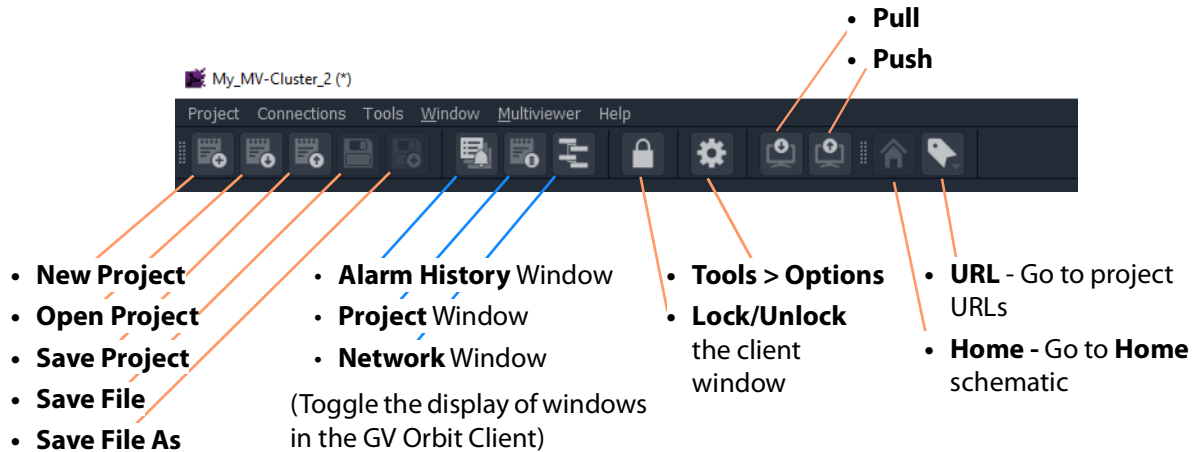 • Pull
• Push
My_MV-Cluster_2 (*)
Project Connections Tools Window Multiviewer Help
• New Project
• Open Project
• Save Project
• Save File
• Save File As
• Alarm History Window
• Project Window
• Network Window
(Toggle the display of windows
in the GV Orbit Client)
• Tools > Options
• Lock/Unlock
the client
window
• URL - Go to project
URLs
• Home - Go to Home
schematic